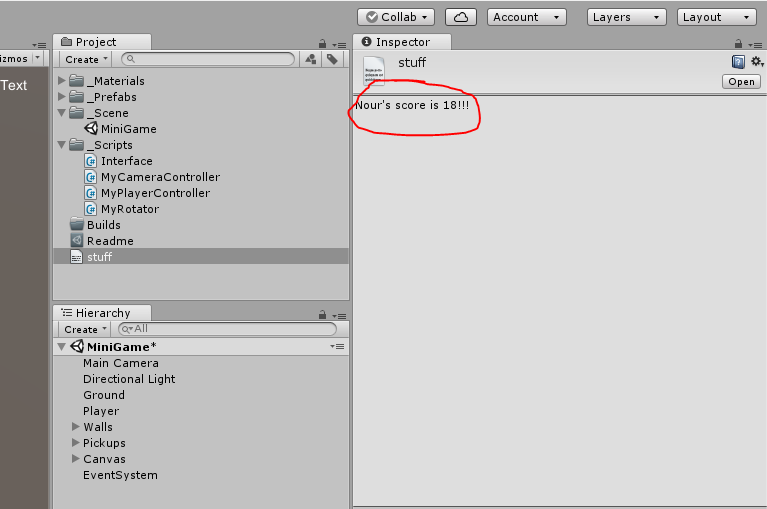 Collab
Account
Layers
Layout
izmos
Text
Project
Create
_Materials
_Prefabs
_Scene
MiniGame
_Scripts
Interface
MyCameraController
MyPlayerController
MyRotator
Builds
Readme
stuff
Hierarchy
Create
All
MiniGame*
Main Camera
Directional Light
Ground
Player
Walls
Pickups
Canvas
EventSystem
Inspector
stuff
Open
Nour's score is 18!!!